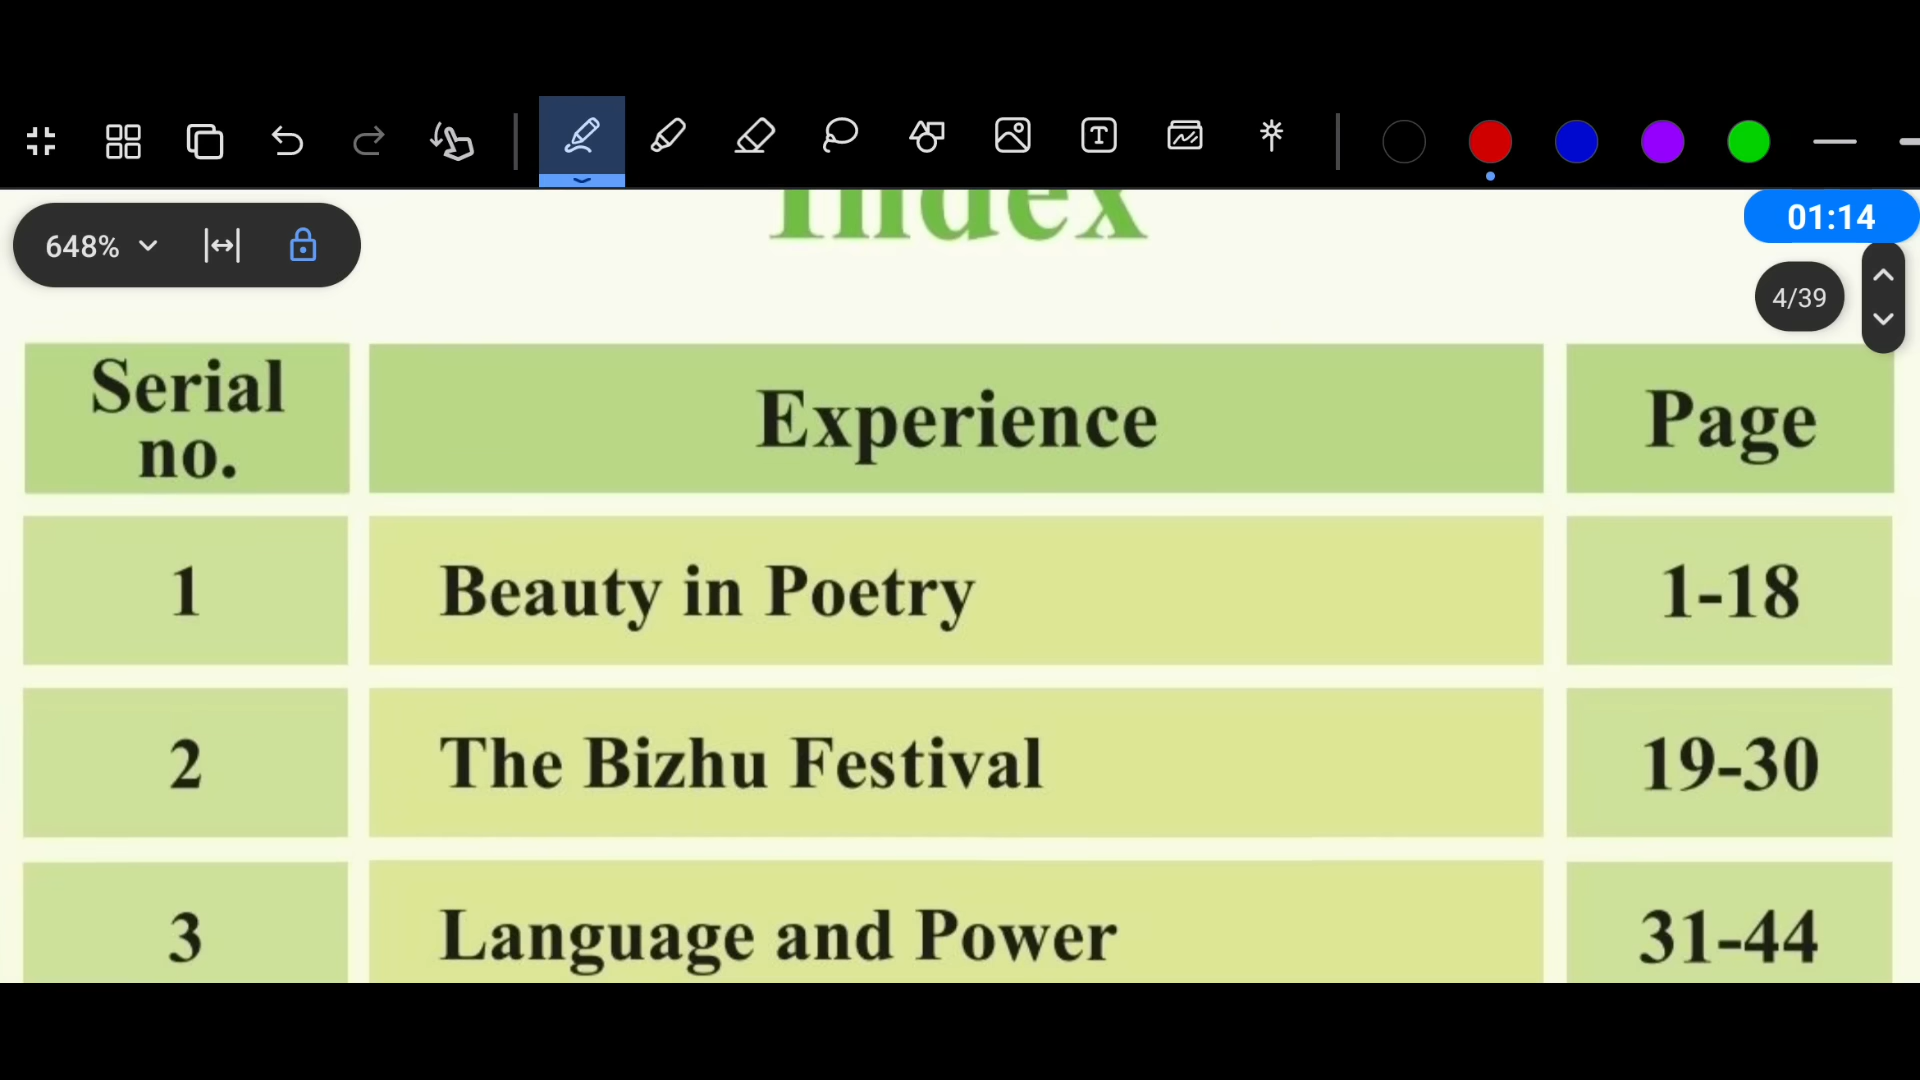 648%
01:14
4/39
Index
Serial no.
Experience
Page
1
Beauty in Poetry
1-18
2
The Bizhu Festival
19-30
3
Language and Power
31-44